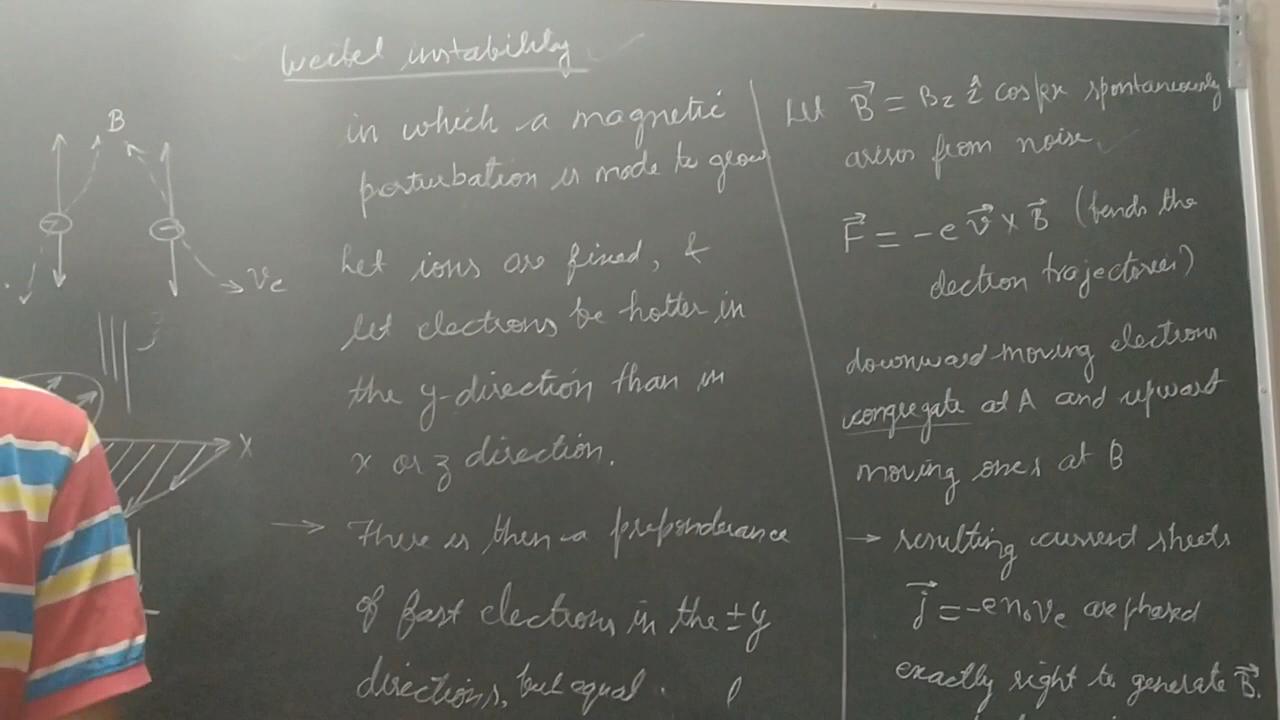 Weibel instability
B
Ve
X
in which a magnetic
perturbation is made to grow
Let ions are fixed, &
let electrons be hotter in
the y-direction than in
x or z direction.
→ There is then a preponderance
of fast electrons in the ±y
directions, but equal
Let B⃗ = Bz ẑ cos kx spontaneously
arises from noise.
F⃗ = -e v⃗ × B⃗ (bends the
electron trajectories)
downward moving electrons
congregate at A and upward
moving ones at B
→ resulting current sheets
j⃗ = -en₀ve are phased
exactly right to generate B⃗.